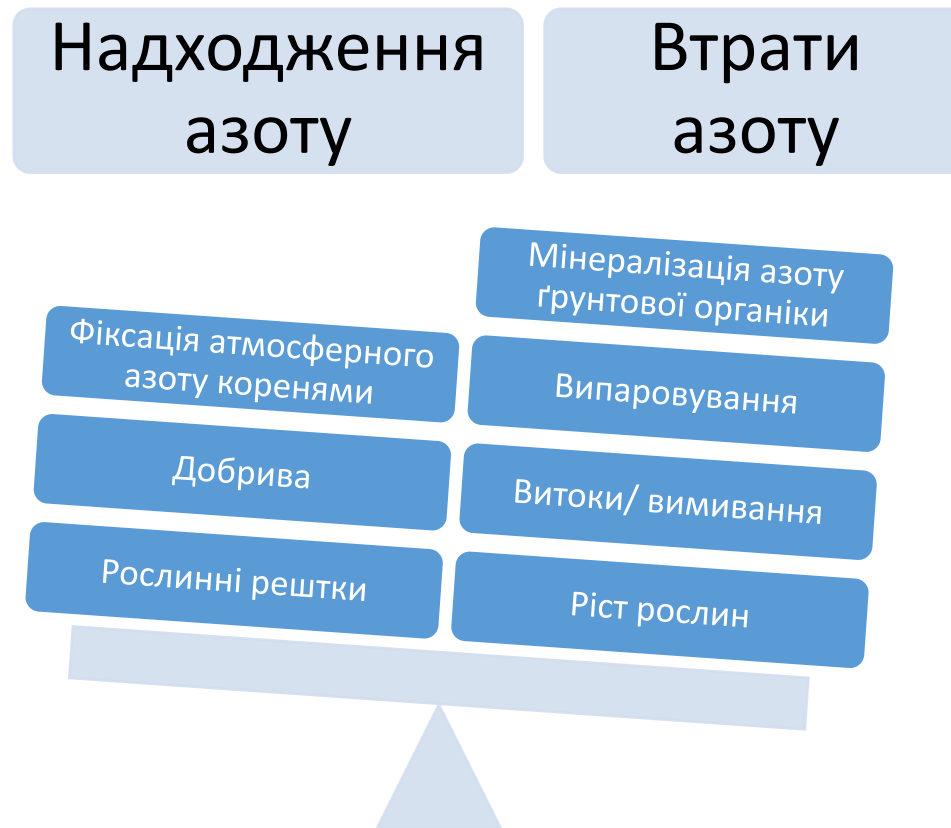 Надходження
азоту
Втрати
азоту
Фіксація атмосферного
азоту коренями
Добрива
Рослинні рештки
Мінералізація азоту
ґрунтової органіки
Випаровування
Витоки/ вимивання
Ріст рослин